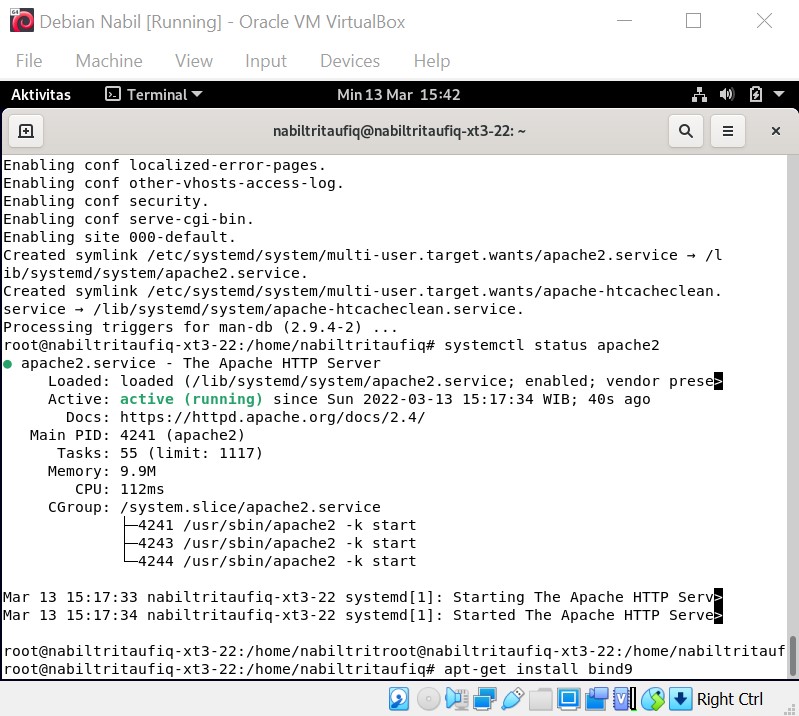 Debian Nabil [Running] - Oracle VM VirtualBox
File Machine View Input Devices Help
Aktivitas Terminal Min 13 Mar 15:42
nabiltritaufiq@nabiltritaufiq-xt3-22: ~
Enabling conf localized-error-pages.
Enabling conf other-vhosts-access-log.
Enabling conf security.
Enabling conf serve-cgi-bin.
Enabling site 000-default.
Created symlink /etc/systemd/system/multi-user.target.wants/apache2.service → /l
ib/systemd/system/apache2.service.
Created symlink /etc/systemd/system/multi-user.target.wants/apache-htcacheclean.
service → /lib/systemd/system/apache-htcacheclean.service.
Processing triggers for man-db (2.9.4-2) ...
root@nabiltritaufiq-xt3-22:/home/nabiltritaufiq# systemctl status apache2
● apache2.service - The Apache HTTP Server
Loaded: loaded (/lib/systemd/system/apache2.service; enabled; vendor prese>
Active: active (running) since Sun 2022-03-13 15:17:34 WIB; 40s ago
Docs: https://httpd.apache.org/docs/2.4/
Main PID: 4241 (apache2)
Tasks: 55 (limit: 1117)
Memory: 9.9M
CPU: 112ms
CGroup: /system.slice/apache2.service
├─4241 /usr/sbin/apache2 -k start
├─4243 /usr/sbin/apache2 -k start
└─4244 /usr/sbin/apache2 -k start
Mar 13 15:17:33 nabiltritaufiq-xt3-22 systemd[1]: Starting The Apache HTTP Serv>
Mar 13 15:17:34 nabiltritaufiq-xt3-22 systemd[1]: Started The Apache HTTP Serve>
root@nabiltritaufiq-xt3-22:/home/nabiltritroot@nabiltritaufiq-xt3-22:/home/nabiltritauf
root@nabiltritaufiq-xt3-22:/home/nabiltritaufiq# apt-get install bind9
Right Ctrl